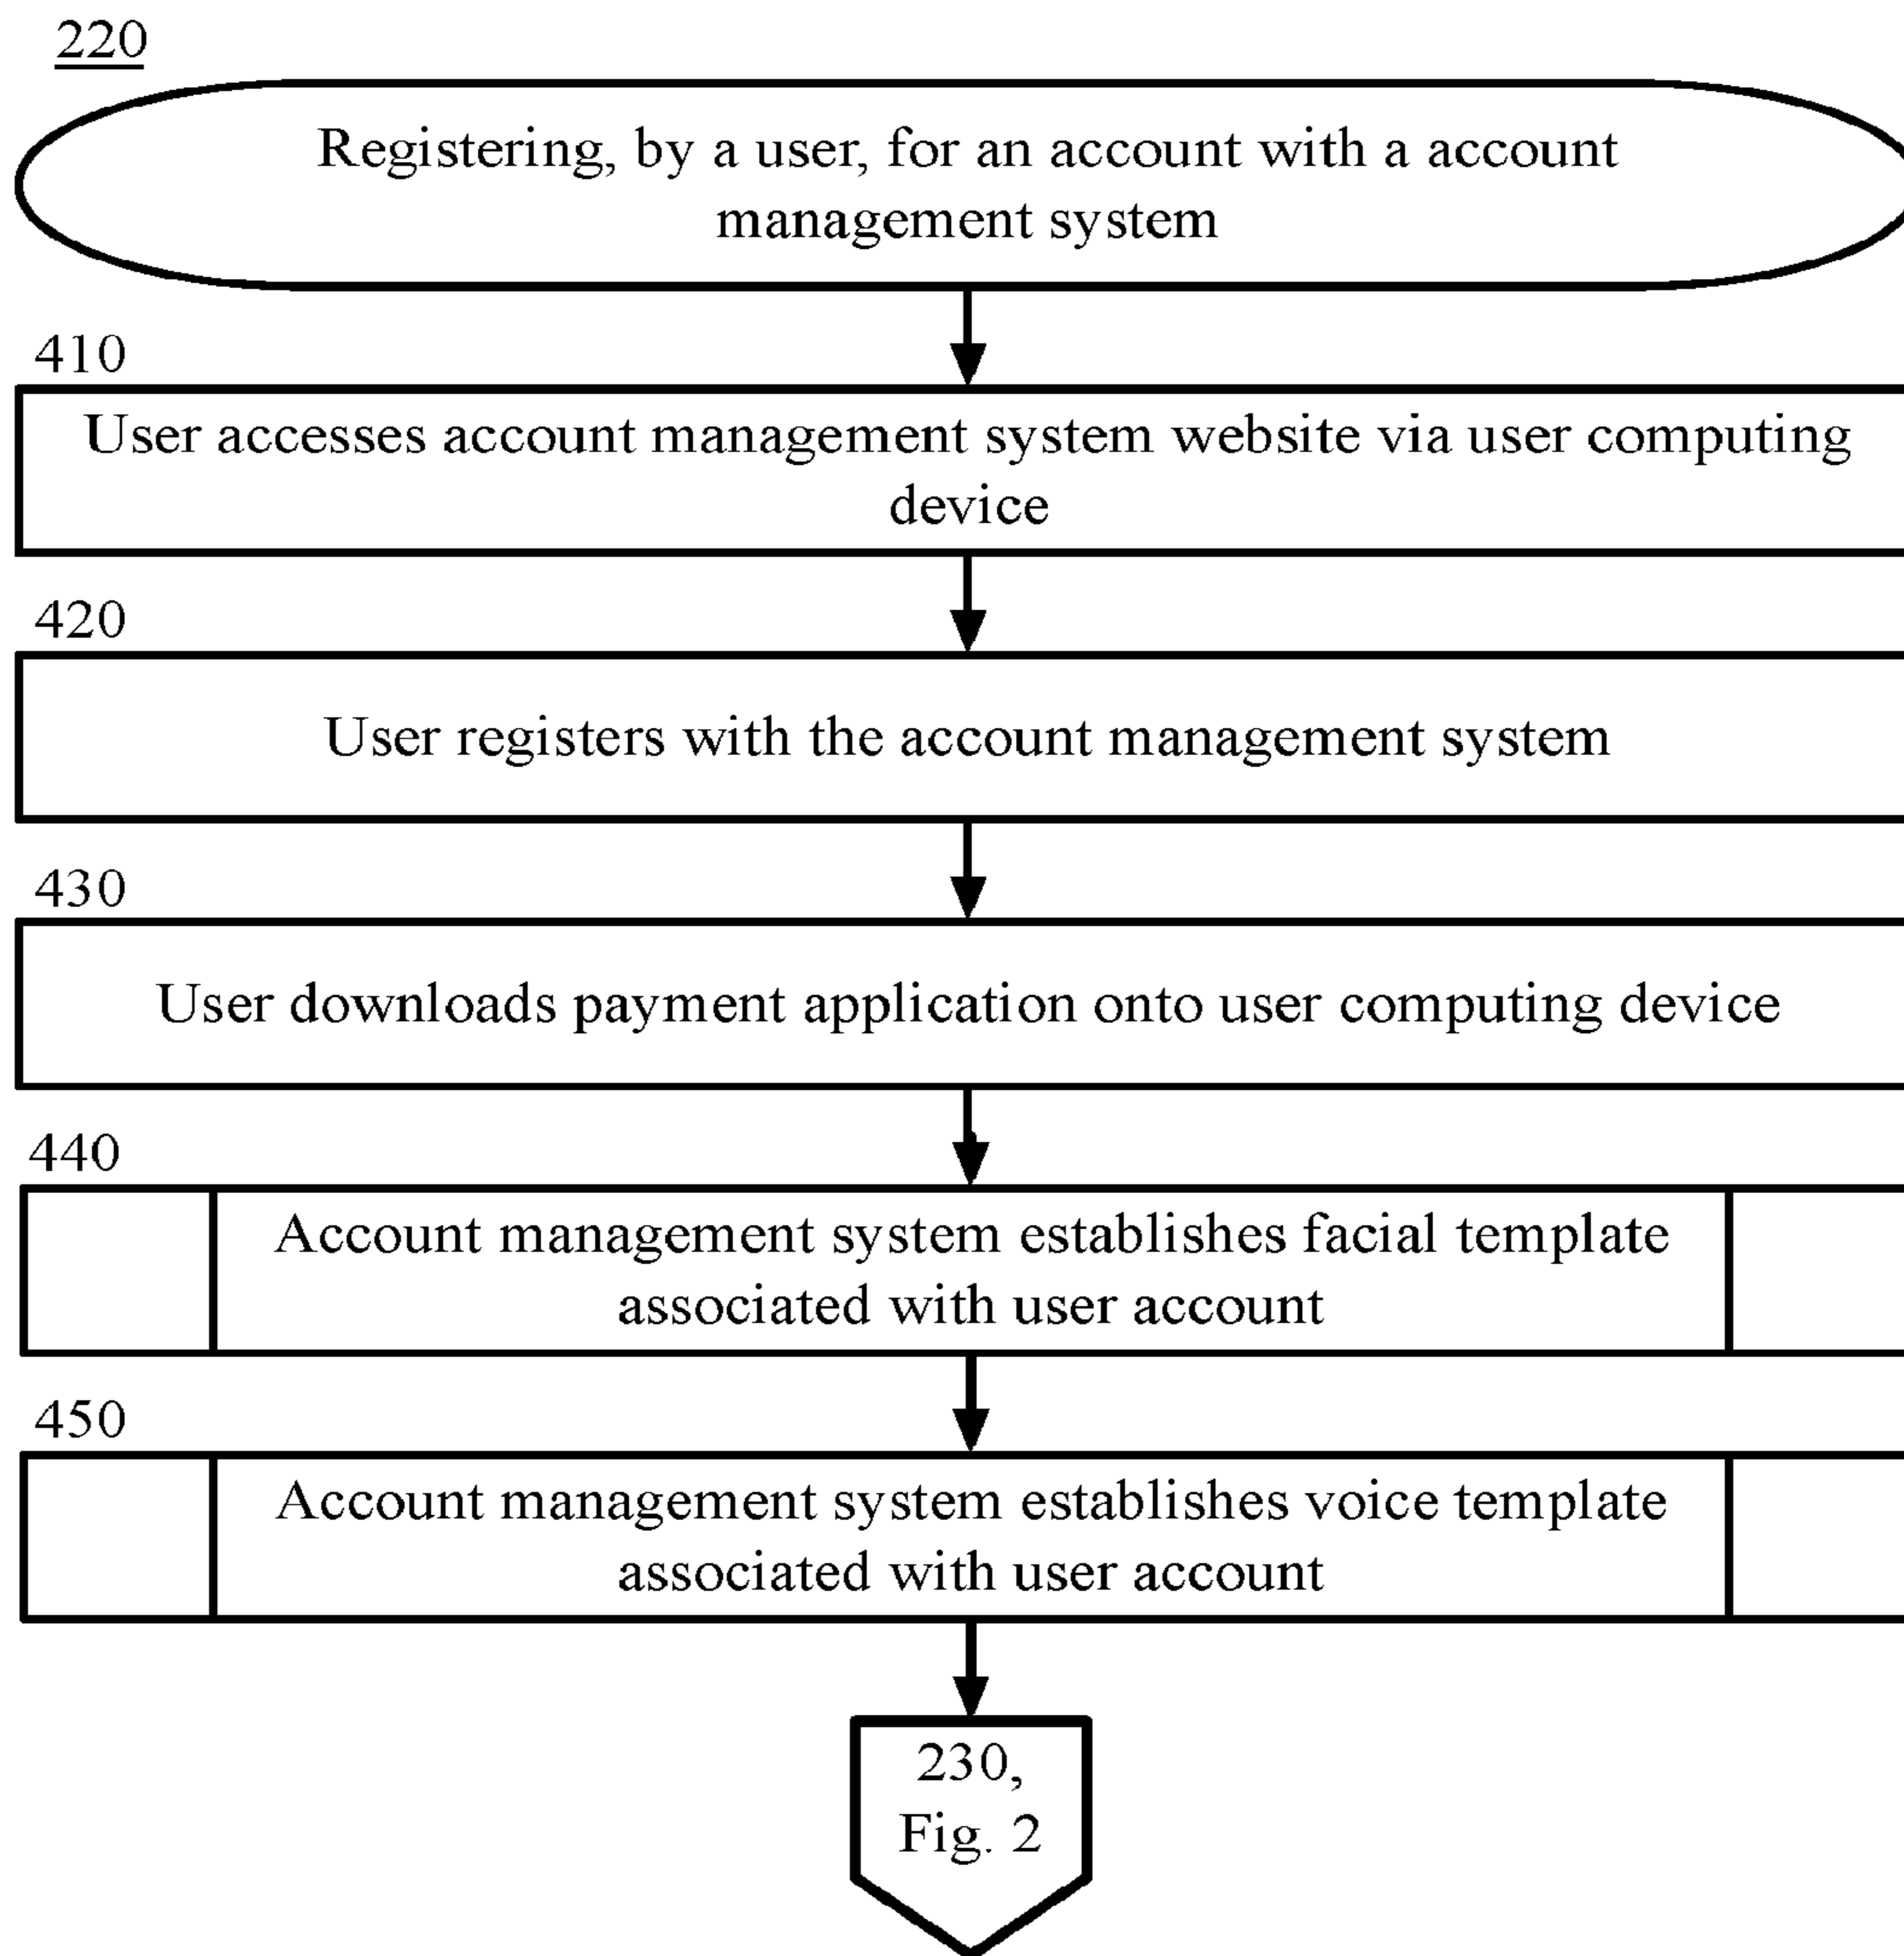 220
Registering, by a user, for an account with a account
management system
410
User accesses account management system website via user computing
device
420
User registers with the account management system
430
User downloads payment application onto user computing device
440
Account management system establishes facial template
associated with user account
450
Account management system establishes voice template
associated with user account
230,
Fig. 2